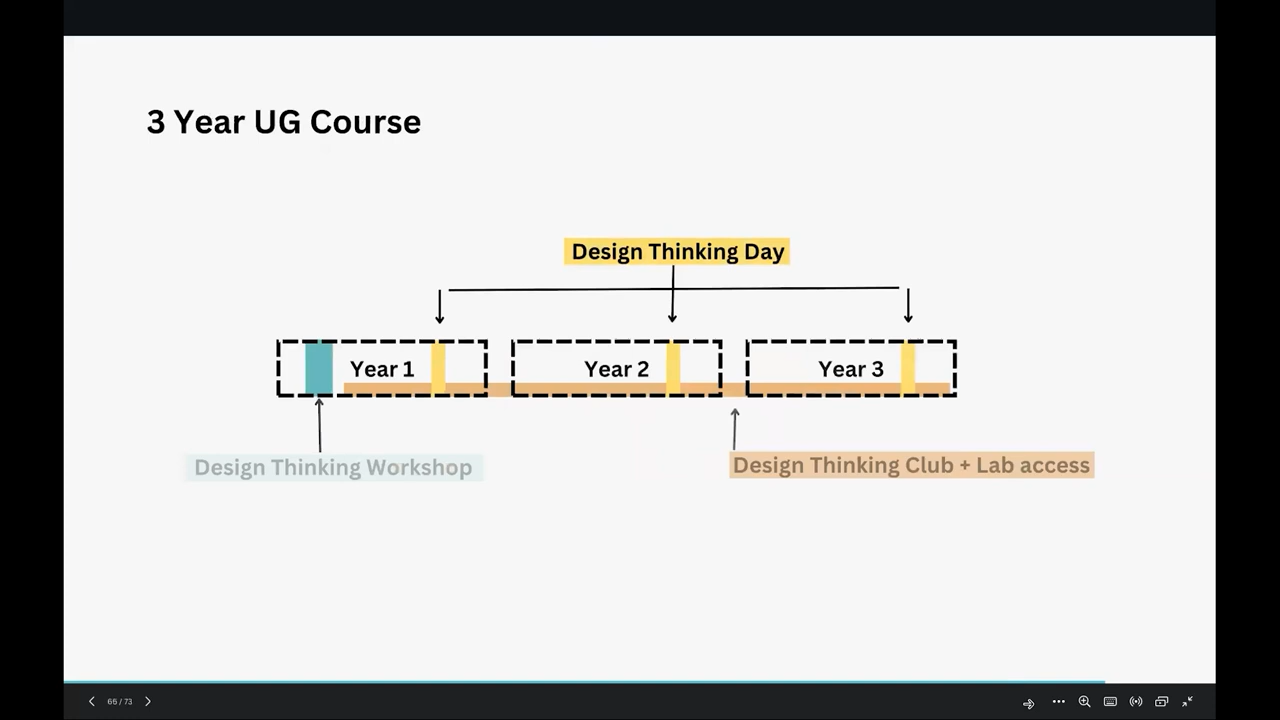 3 Year UG Course
Design Thinking Day
Year 1
Year 2
Year 3
Design Thinking Workshop
Design Thinking Club + Lab access
65 / 73